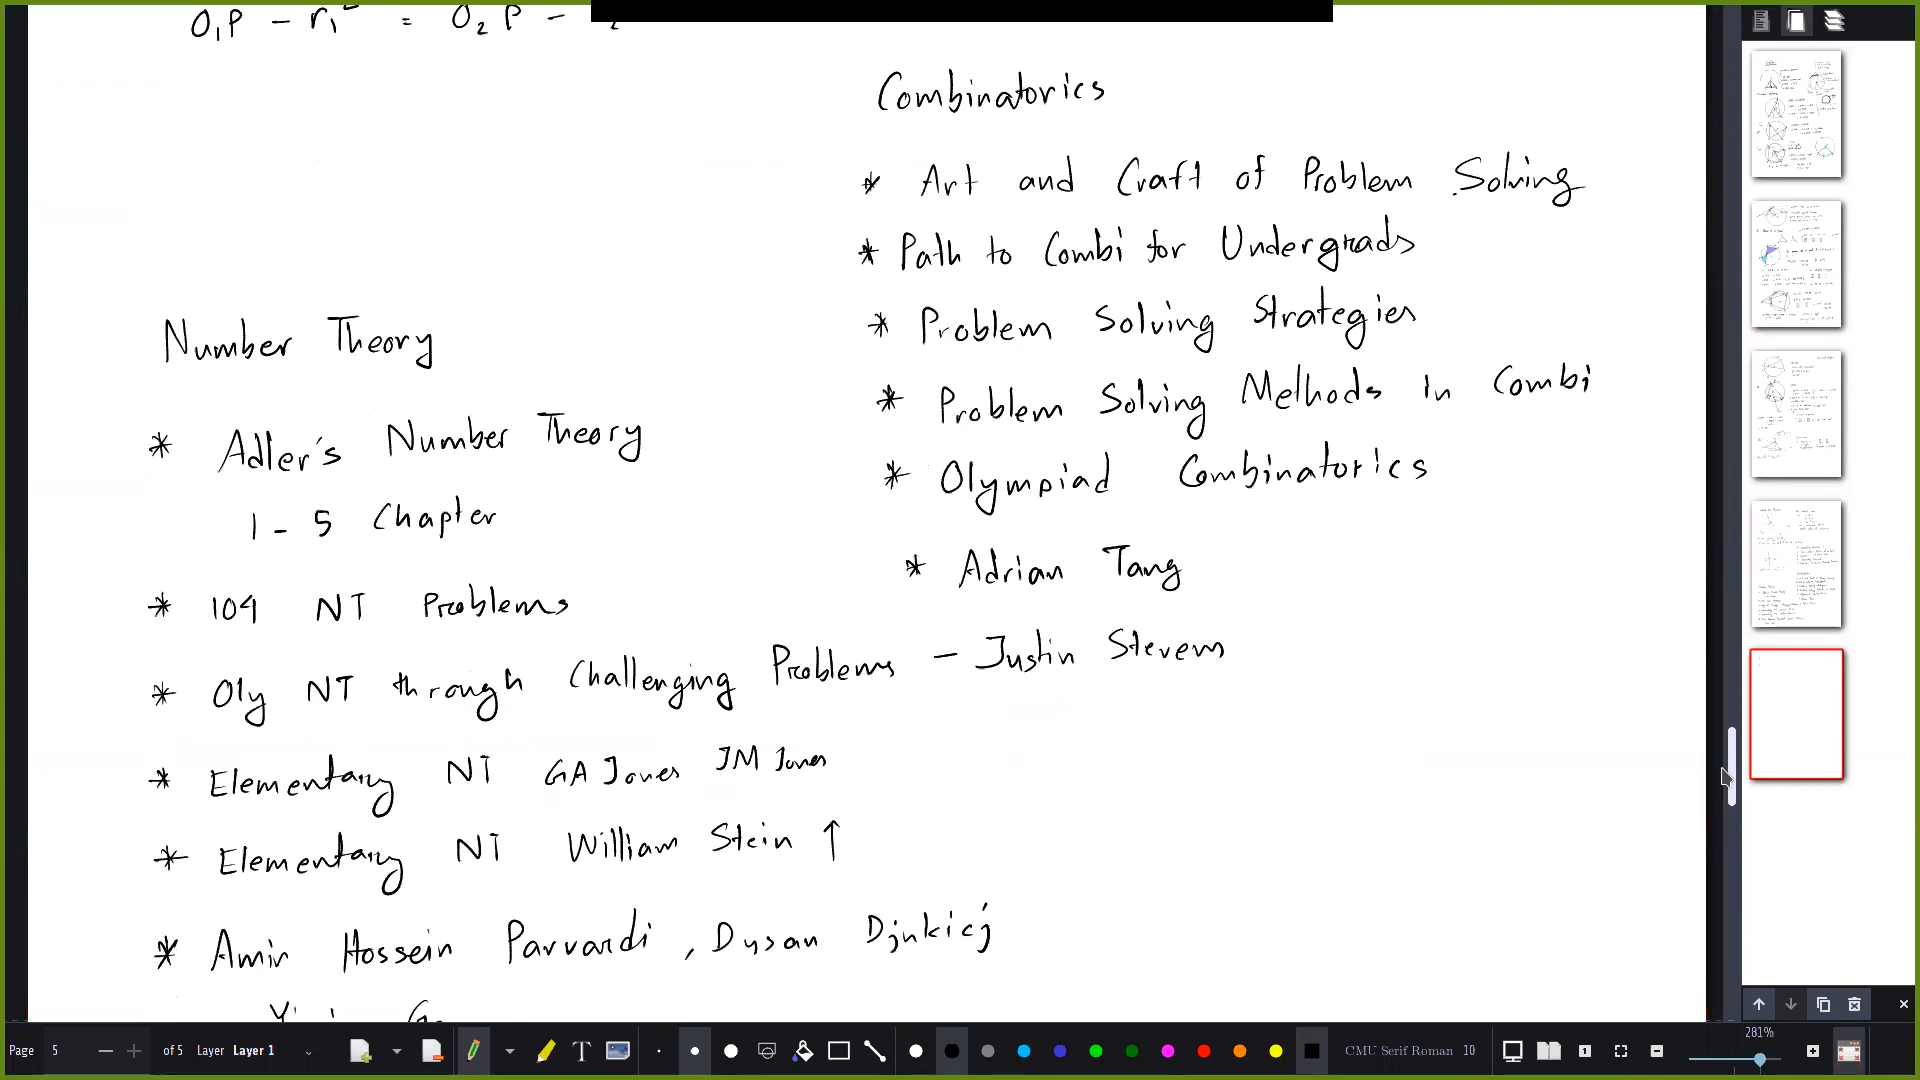 O₁P - r₁² = O₂P -
Combinatorics
* Art and Craft of Problem Solving
* Path to Combi for Undergrads
* Problem Solving Strategies
* Problem Solving Methods in Combi
* Olympiad Combinatorics
* Adrian Tang
Number Theory
* Adler's Number Theory
1 - 5 Chapter
* 104 NT Problems
* Oly NT through Challenging Problems - Justin Stevens
* Elementary NT GA Jones JM Jones
* Elementary NT William Stein ↑
* Amir Hossein Parvardi, Dusan Djukic
Page 5 of 5 Layer Layer 1
CMU Serif Roman 10
281%